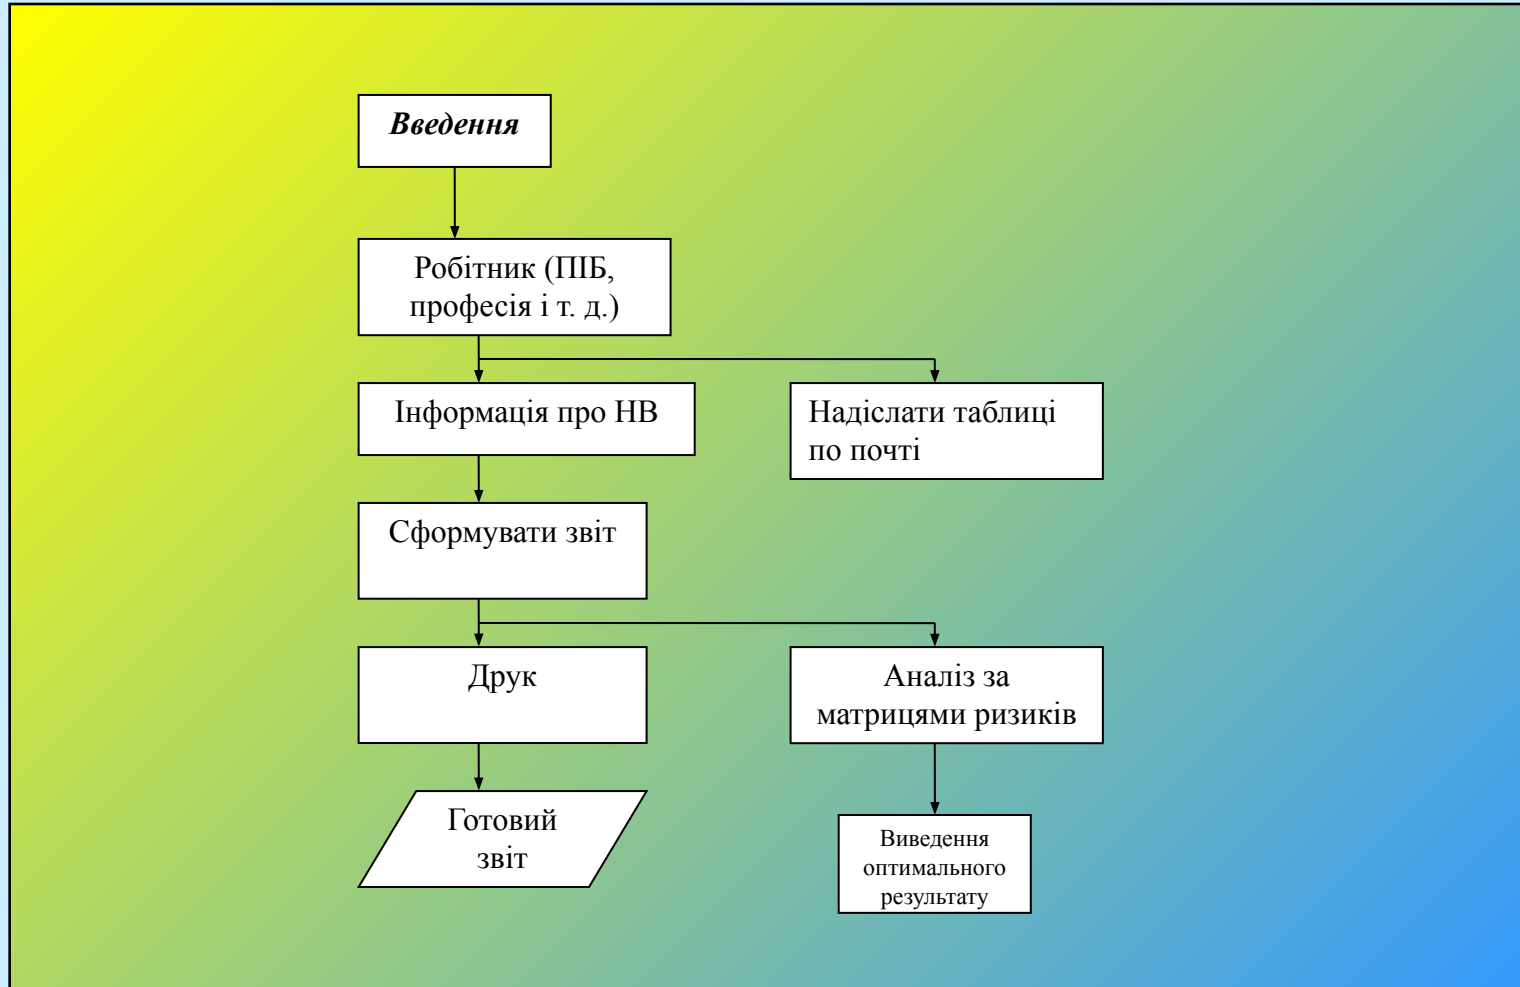 Введення
Робітник (ПІБ,
професія і т. д.)
Інформація про НВ
Надіслати таблиці
по почті
Сформувати звіт
Друк
Аналіз за
матрицями ризиків
Готовий
звіт
Виведення
оптимального
результату